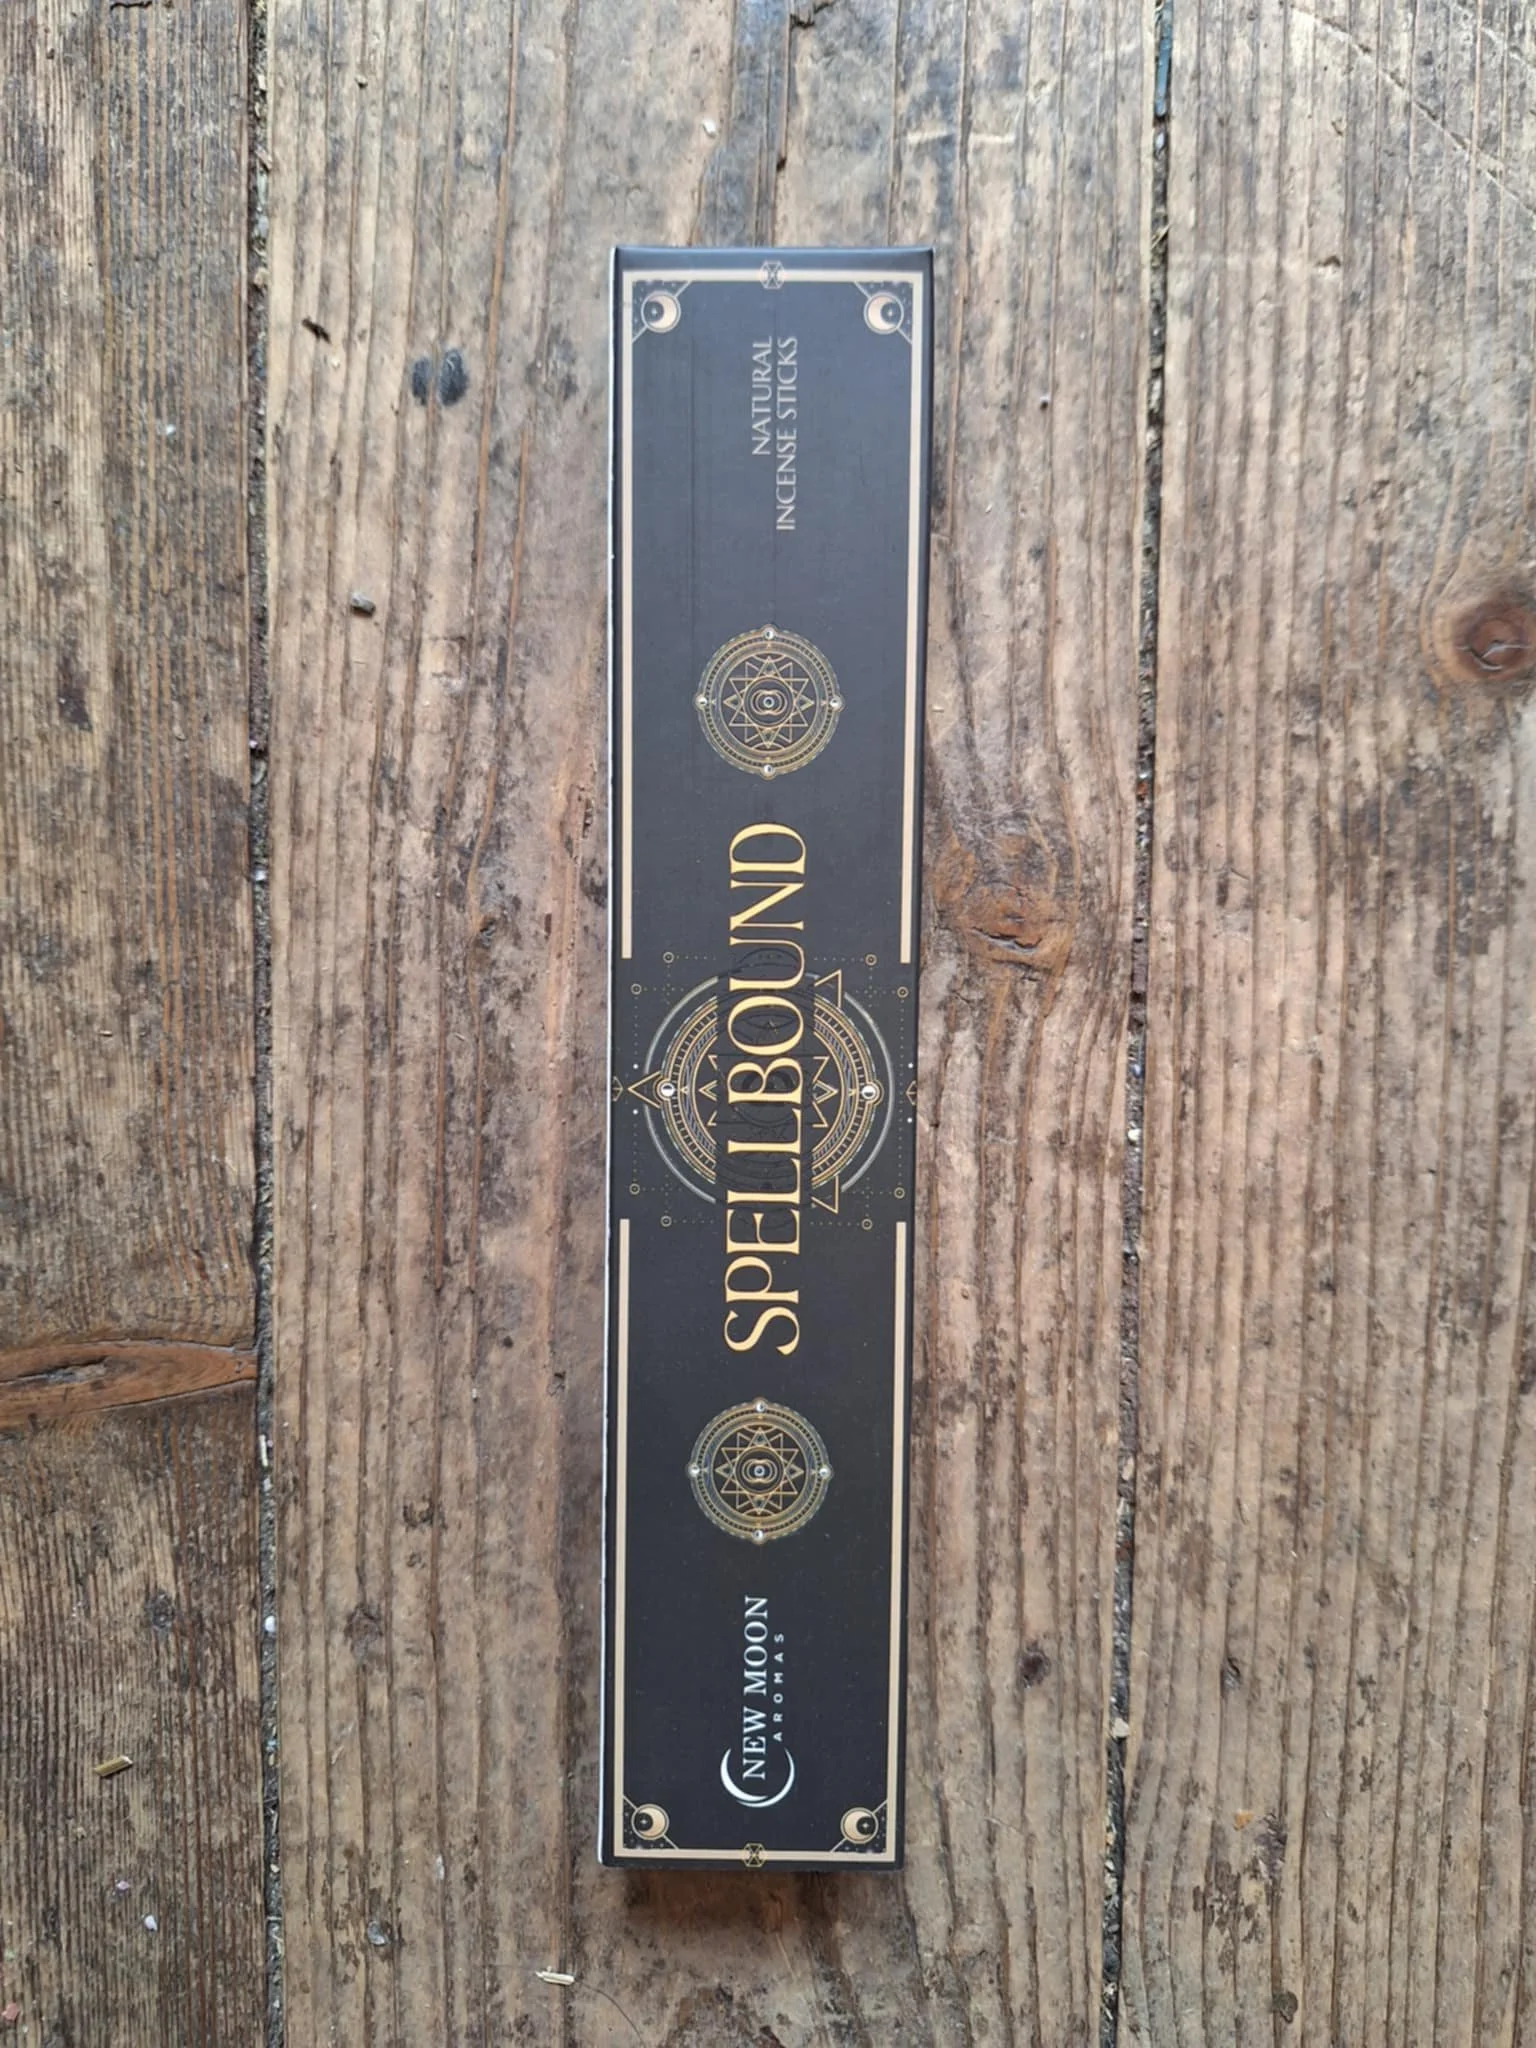 NEW MOON
AROMAS
SPELLBOUND
NATURAL
INCENSE STICKS